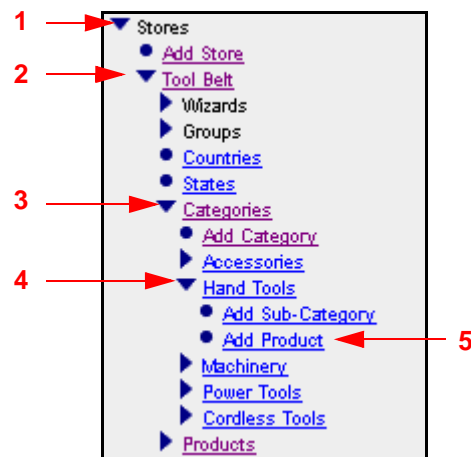 1 Stores
Add Store
2 Tool Belt
Wizards
Groups
Countries
States
3 Categories
Add Category
Accessories
4 Hand Tools
Add Sub-Category
Add Product 5
Machinery
Power Tools
Cordless Tools
Products